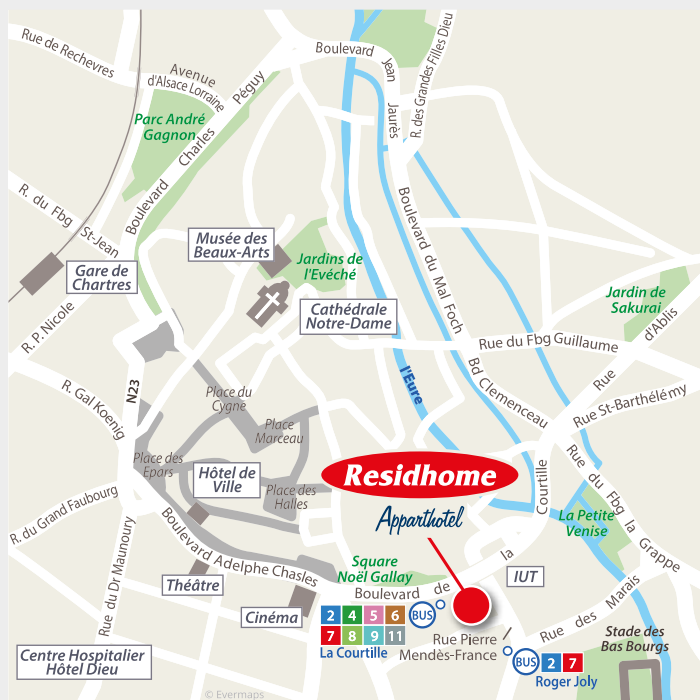 Rue de Rechevres
Avenue
d'Alsace Lorraine
Boulevard Charles Péguy
Boulevard
Jean Jaurès
R. des Grandes Filles Dieu
Parc André
Gagnon
R. du Fbg St-Jean
Musée des
Beaux-Arts
Jardins de
l'Evéché
Boulevard du Mal Foch
Gare de
Chartres
Cathédrale
Notre-Dame
Jardin de
Sakurai
R. P. Nicole
Rue du Fbg Guillaume
Rue d'Ablis
l'Eure
Bd Clemenceau
N23
Place du
Cygne
R. Gal Koenig
Rue St-Barthélémy
Place
Marceau
Place des
Epars
Hôtel de
Ville
Place des
Halles
Residhome
Apparthotel
Rue du Fbg la Grappe
R. du Grand Faubourg
La Petite
Venise
Rue du Dr Maunoury
Boulevard Adelphe Chasles
Square
Noël Gallay
Boulevard de la Courtille
IUT
Théâtre
Cinéma
2 4 5 6 BUS
7 8 9 11
La Courtille
Rue Pierre
Mendès-France
Rue des Marais
Stade des
Bas Bourgs
Centre Hospitalier
Hôtel Dieu
BUS 2 7
Roger Joly
© Evermaps